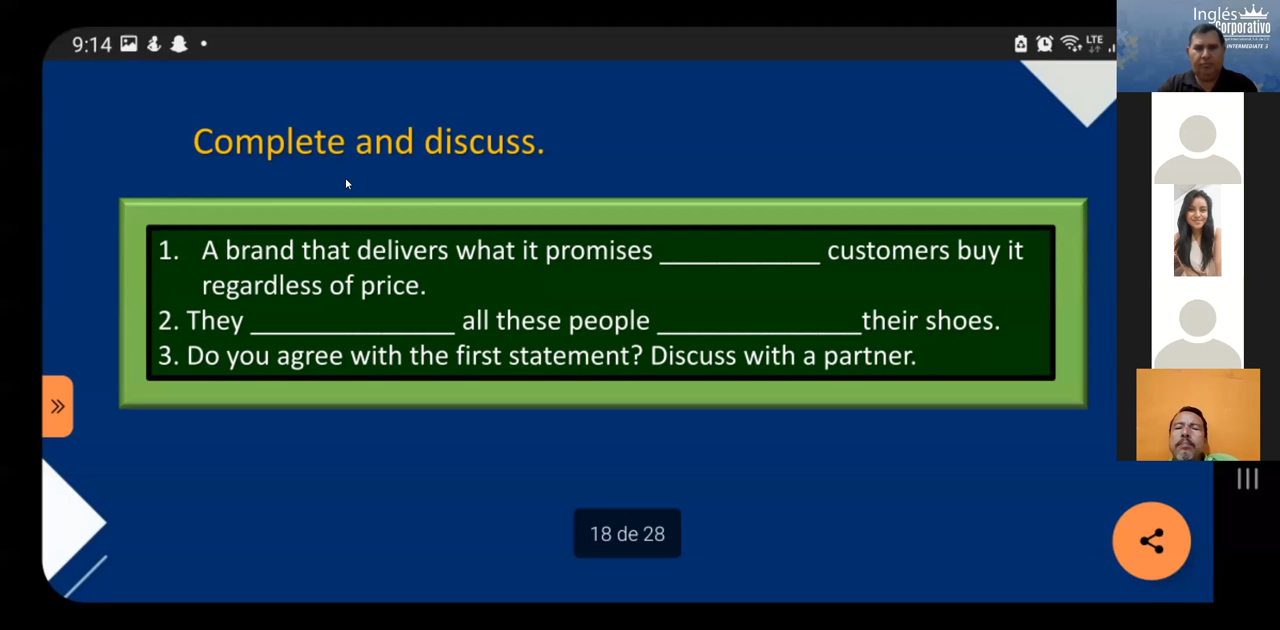 9:14
LTE
Inglés
Corporativo
INTERMEDIATE 3
Complete and discuss.
1. A brand that delivers what it promises ____________ customers buy it
regardless of price.
2. They _______________ all these people _______________their shoes.
3. Do you agree with the first statement? Discuss with a partner.
18 de 28